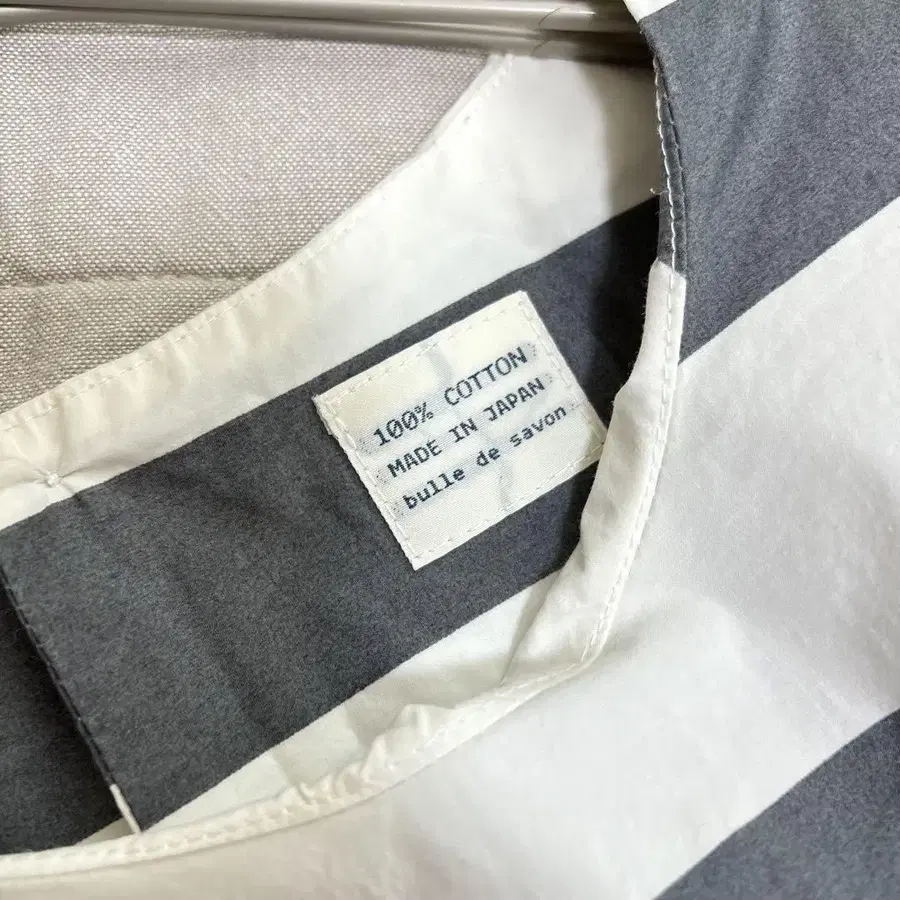 100% COTTON
MADE IN JAPAN
bulle de savon